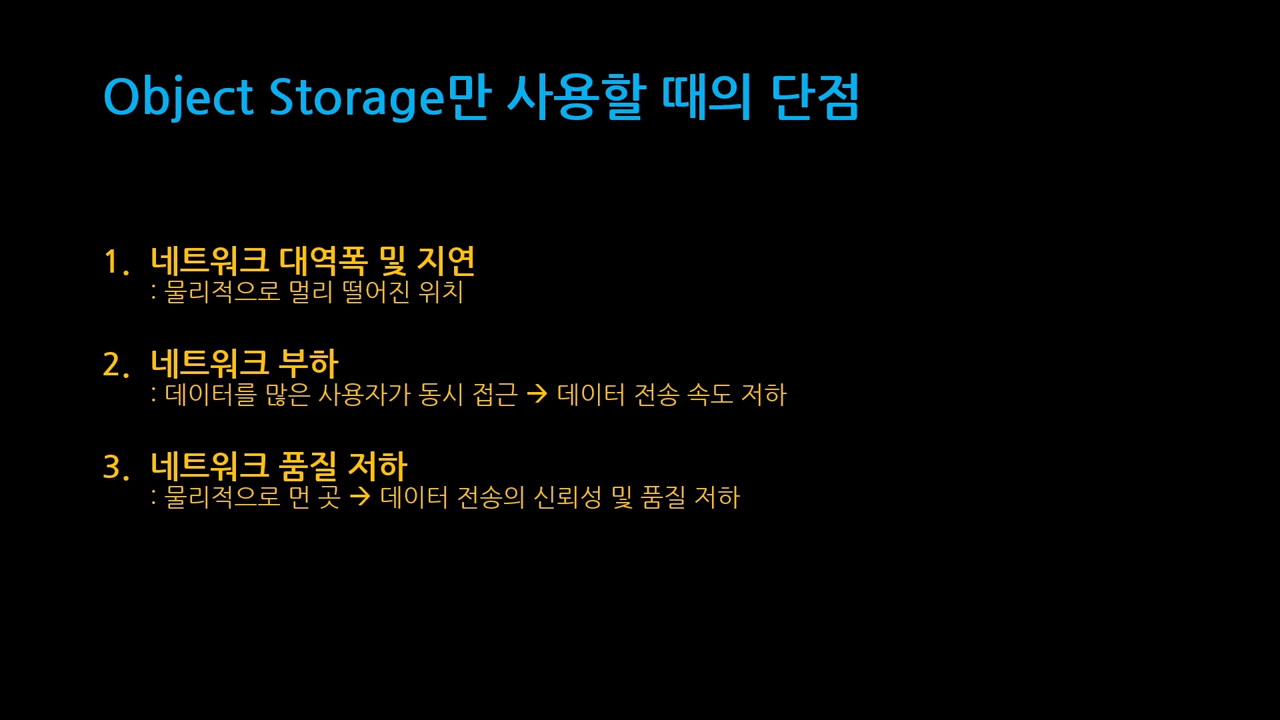 Object Storage만 사용할 때의 단점
1. 네트워크 대역폭 및 지연
: 물리적으로 멀리 떨어진 위치
2. 네트워크 부하
: 데이터를 많은 사용자가 동시 접근 → 데이터 전송 속도 저하
3. 네트워크 품질 저하
: 물리적으로 먼 곳 → 데이터 전송의 신뢰성 및 품질 저하